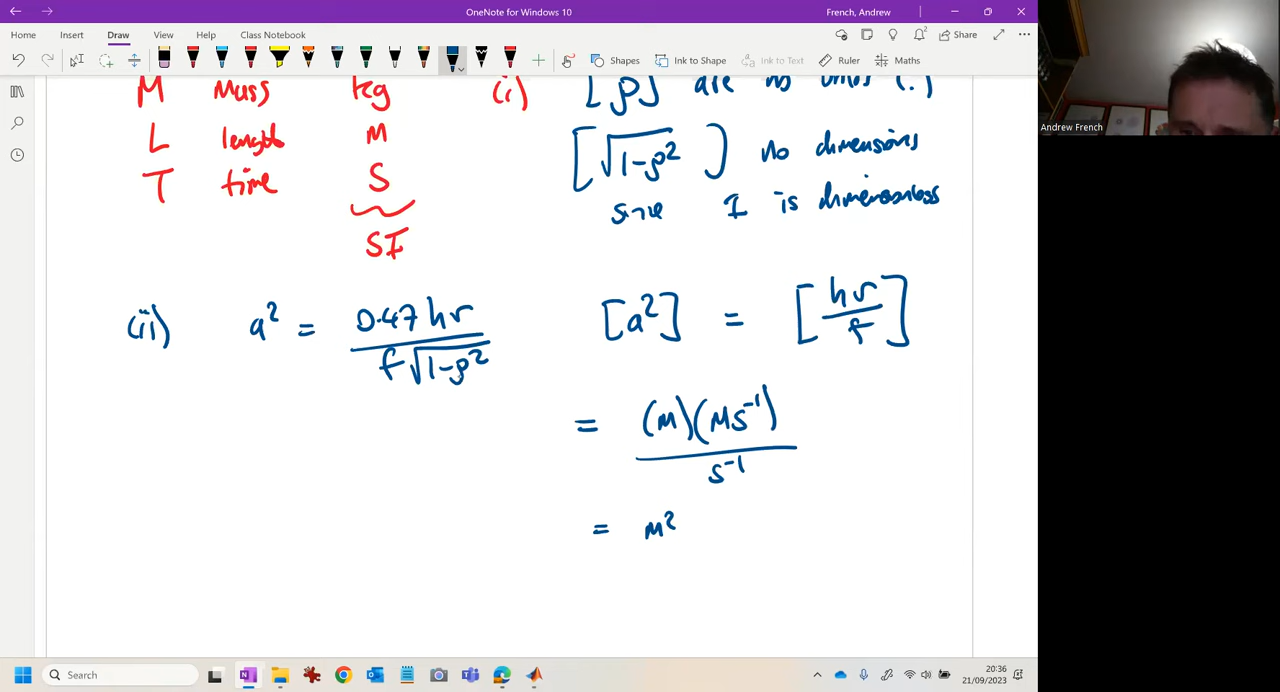 OneNote for Windows 10
French, Andrew
Home Insert Draw View Help Class Notebook
Share
Shapes Ink to Shape Ink to Text Ruler Maths
Andrew French
M Mass kg
L length m
T time s
SI
(i) [ρ] are no units (.)
[√1-ρ²] no dimensions
since 1 is dimensionless
(ii) a² = 0.47hv / f√1-ρ²
[a²] = [hv/f]
= (m)(ms⁻¹) / s⁻¹
= m²
Search
20:36
21/09/2023